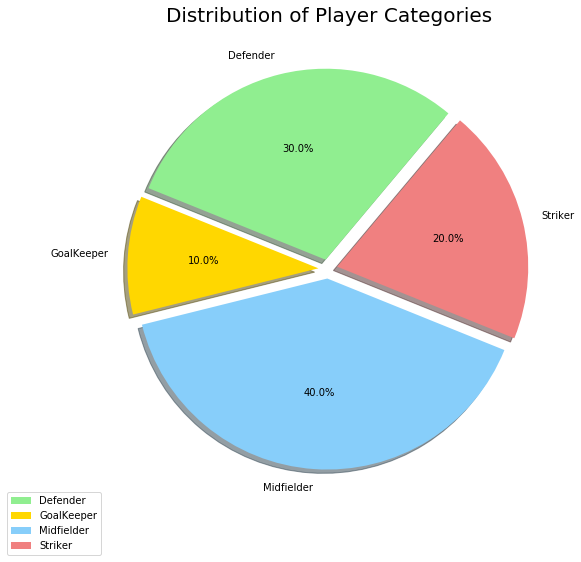 Distribution of Player Categories
Defender
30.0%
Striker
20.0%
GoalKeeper
10.0%
40.0%
Midfielder
Defender
GoalKeeper
Midfielder
Striker